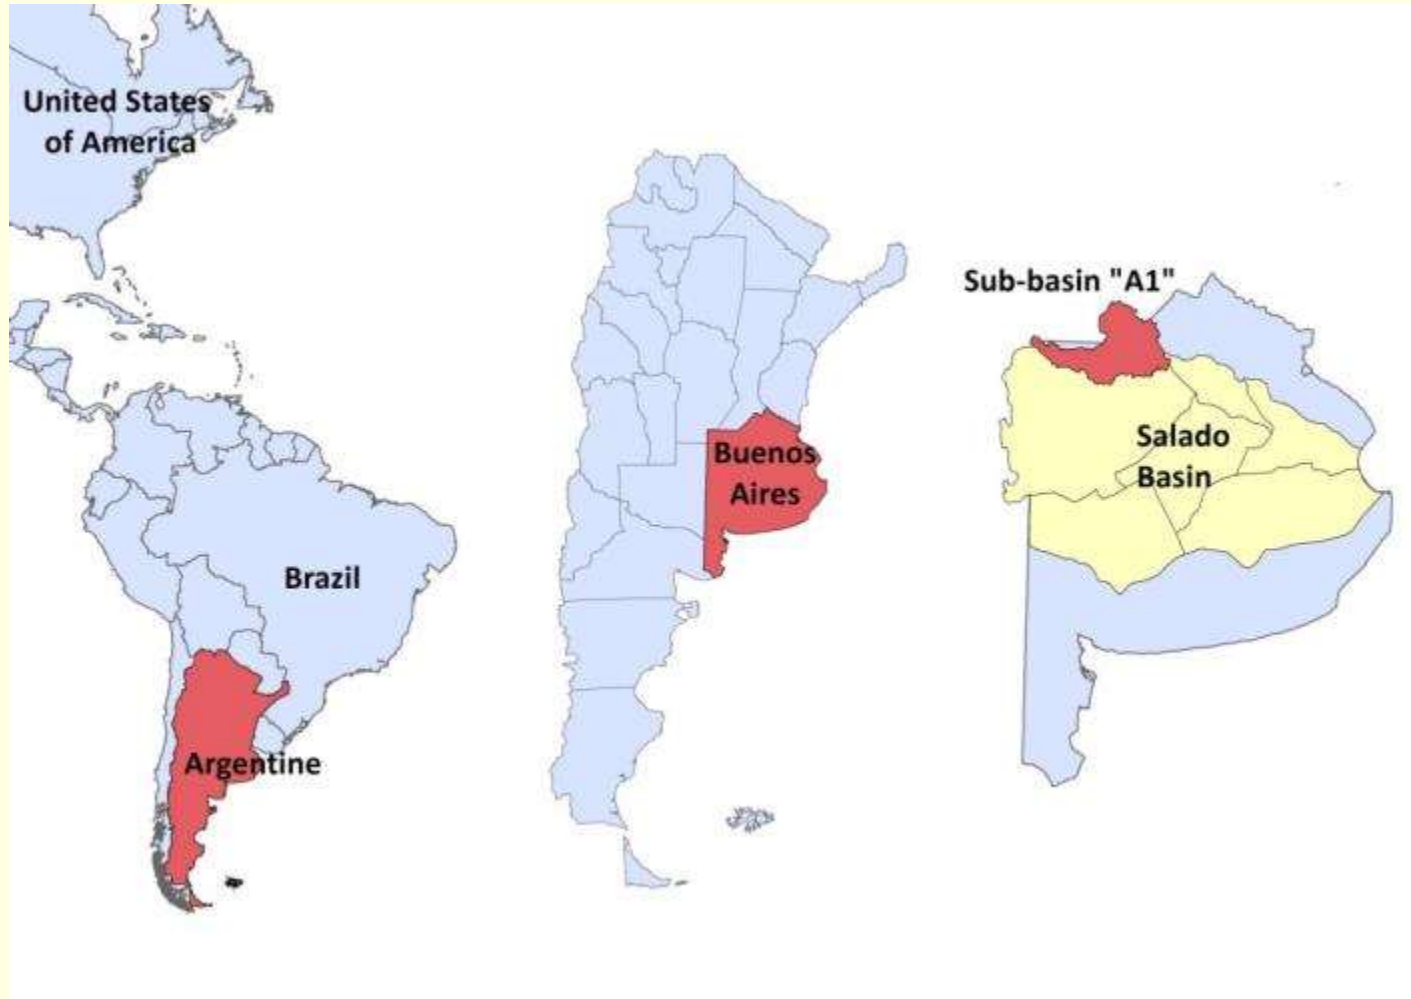 United States
of America
Brazil
Argentine
Buenos
Aires
Sub-basin "A1"
Salado
Basin